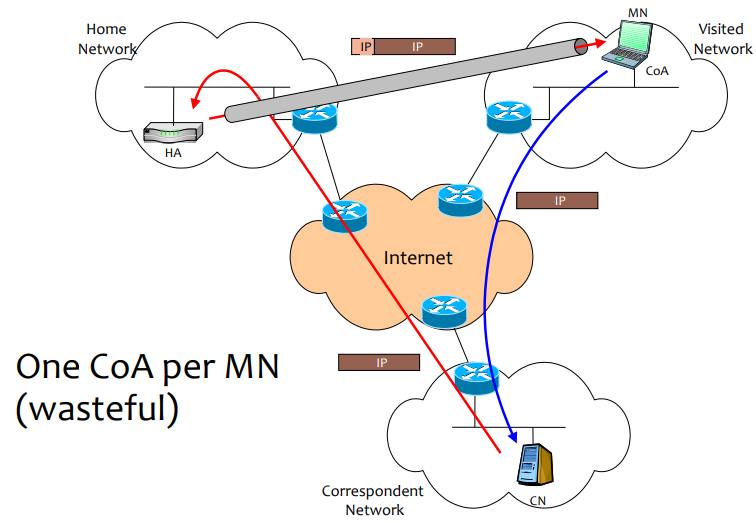 Home
Network
IP IP
MN
Visited
Network
CoA
HA
IP
Internet
One CoA per MN
(wasteful)
IP
Correspondent
Network
CN